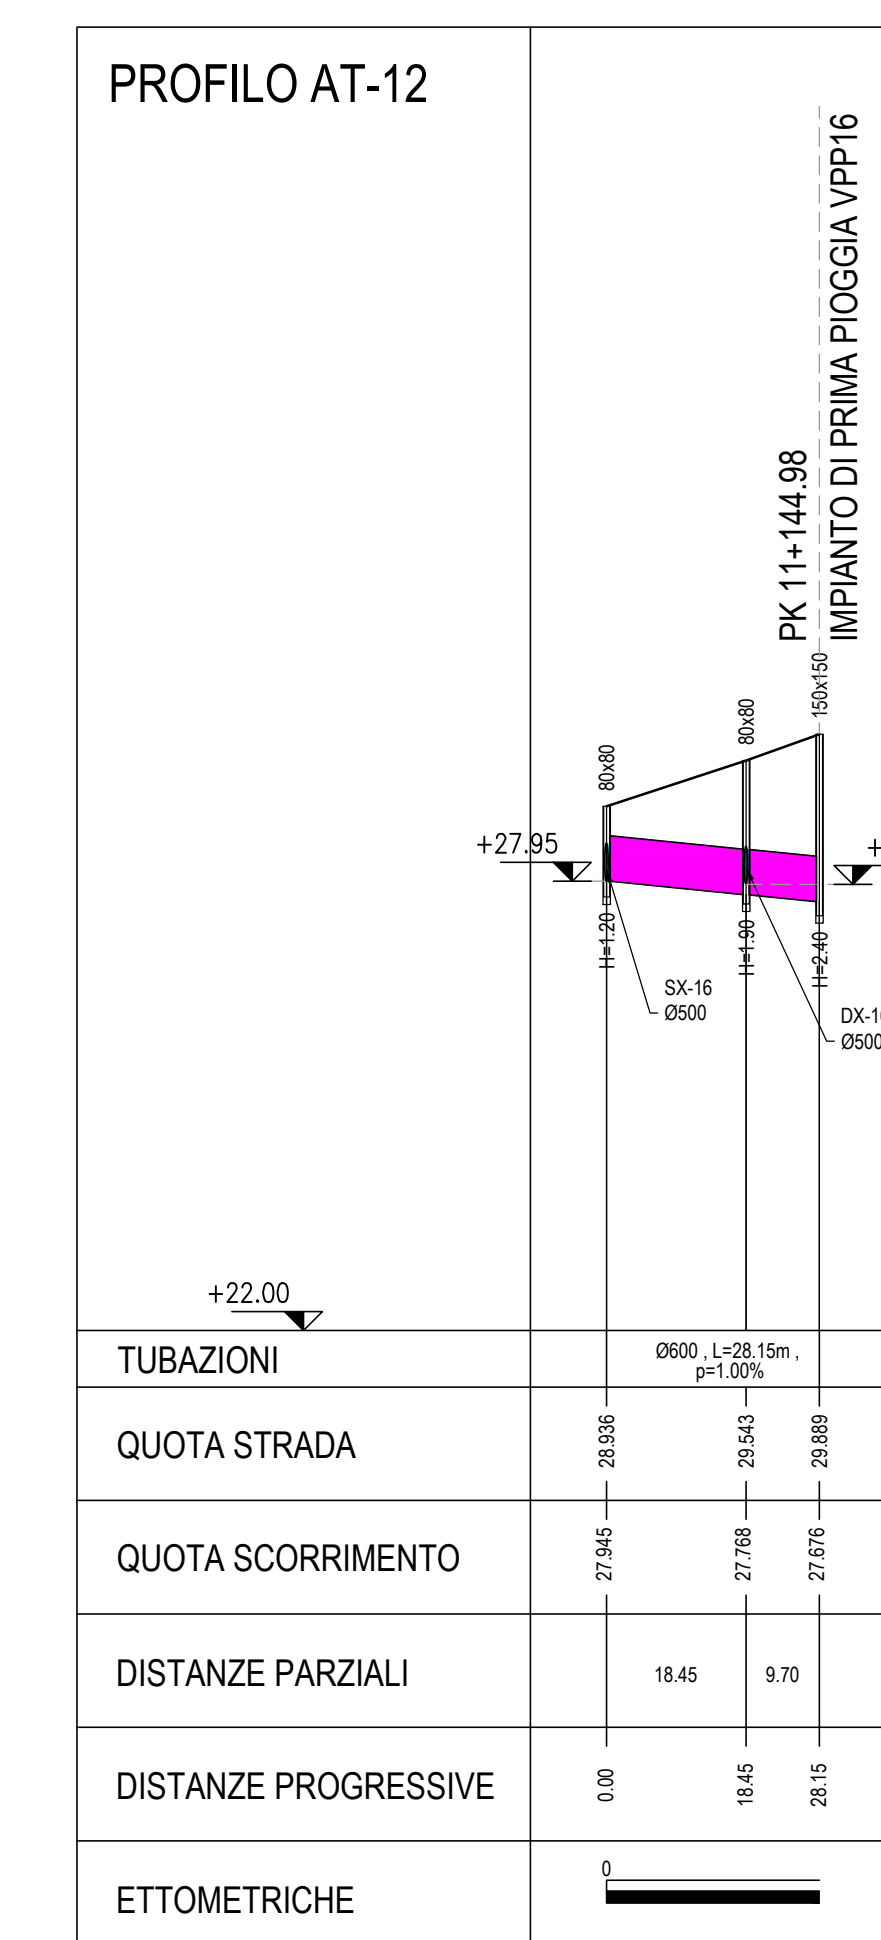 PROFILO AT-12
PK 11+144.98
IMPIANTO DI PRIMA PIOGGIA VPP16
80x80
80x80
150x150
+27.95
+
H=1.20
H=1.90
H=2.40
SX-16
Ø500
Ø500
+22.00
TUBAZIONI
Ø600 , L=28.15m ,
p=1.00%
QUOTA STRADA
28.936
29.543
29.889
QUOTA SCORRIMENTO
27.945
27.768
27.676
DISTANZE PARZIALI
18.45
9.70
DISTANZE PROGRESSIVE
0.00
18.45
28.15
ETTOMETRICHE
0